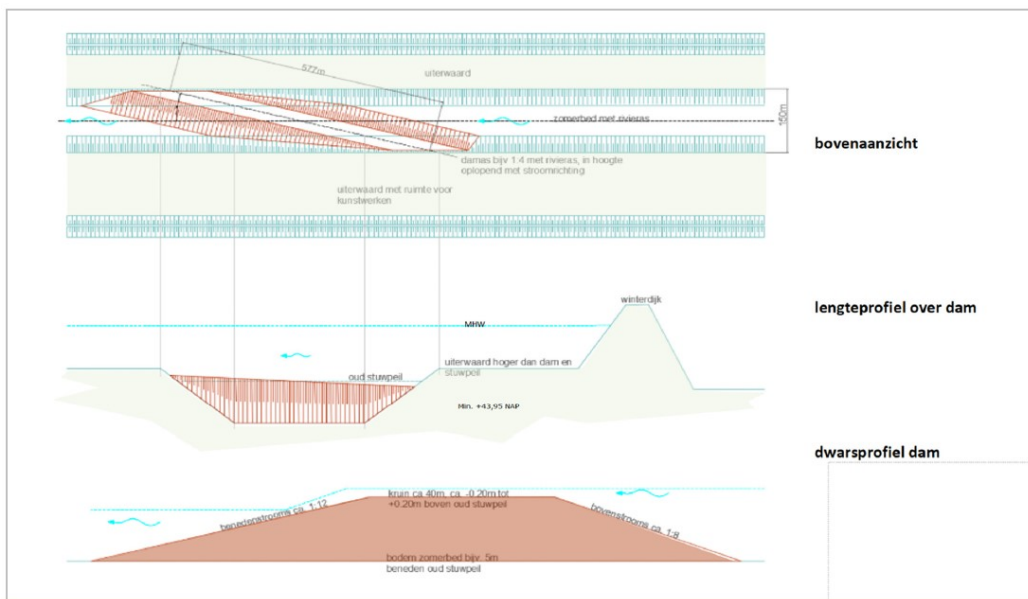 577m
uiterwaard
zomerbed met rivieras
150m
bovenaanzicht
damas bijv 1:4 met rivieras, in hoogte
oplopend met stroomrichting
uiterwaard met ruimte voor
kunstwerken
winterdijk
lengteprofiel over dam
MHW
uiterwaard hoger dan dam en
stuwpeil
oud stuwpeil
Min. +43,95 NAP
dwarsprofiel dam
kruin ca 40m, ca. -0.20m tot
+0.20m boven oud stuwpeil
benedenstrooms ca. 1:12
bovenstrooms ca. 1:8
bodem zomerbed bijv. 5m
beneden oud stuwpeil